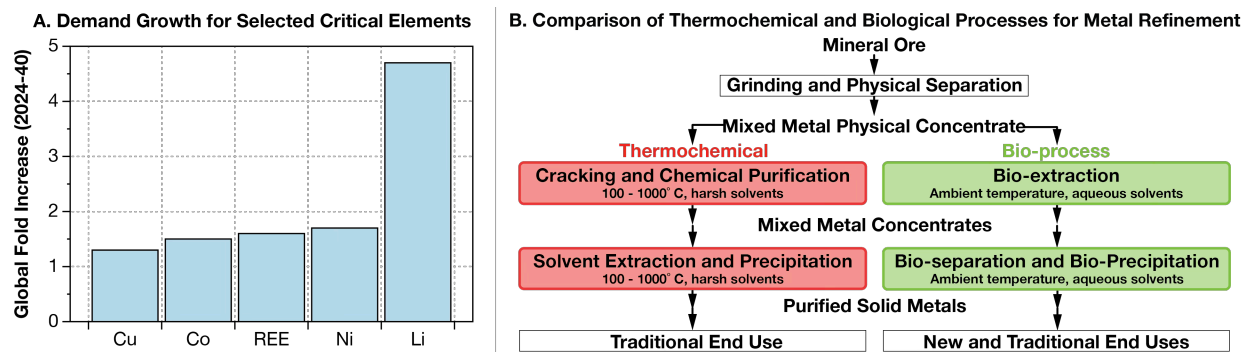 A. Demand Growth for Selected Critical Elements
Global Fold Increase (2024-40)
5
4
3
2
1
0
Cu
Co
REE
Ni
Li
B. Comparison of Thermochemical and Biological Processes for Metal Refinement
Mineral Ore
Grinding and Physical Separation
Mixed Metal Physical Concentrate
Thermochemical
Bio-process
Cracking and Chemical Purification
100 - 1000° C, harsh solvents
Bio-extraction
Ambient temperature, aqueous solvents
Mixed Metal Concentrates
Solvent Extraction and Precipitation
100 - 1000° C, harsh solvents
Bio-separation and Bio-Precipitation
Ambient temperature, aqueous solvents
Purified Solid Metals
Traditional End Use
New and Traditional End Uses